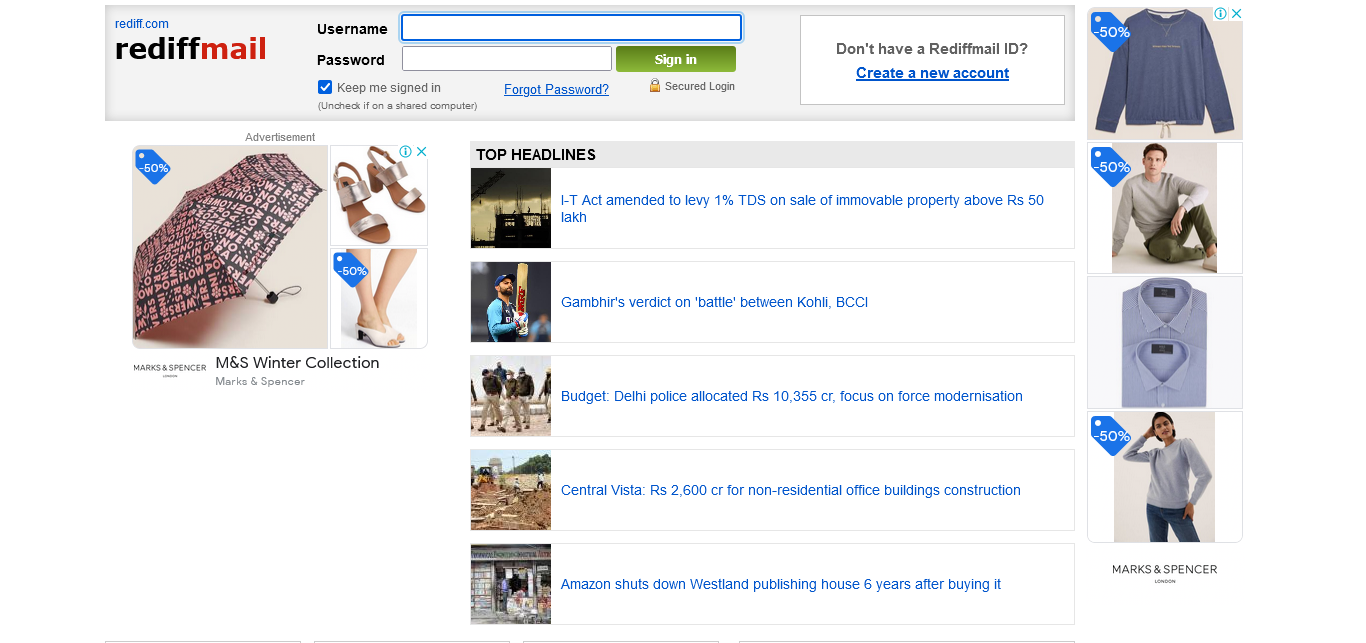 rediff.com
rediffmail
Username
Password
Sign in
Keep me signed in
Forgot Password?
Secured Login
(Uncheck if on a shared computer)
Don't have a Rediffmail ID?
Create a new account
Advertisement
-50%
-50%
M&S Winter Collection
MARKS & SPENCER
LONDON
Marks & Spencer
TOP HEADLINES
I-T Act amended to levy 1% TDS on sale of immovable property above Rs 50
lakh
Gambhir's verdict on 'battle' between Kohli, BCCI
Budget: Delhi police allocated Rs 10,355 cr, focus on force modernisation
Central Vista: Rs 2,600 cr for non-residential office buildings construction
Amazon shuts down Westland publishing house 6 years after buying it
-50%
-50%
-50%
MARKS & SPENCER
LONDON